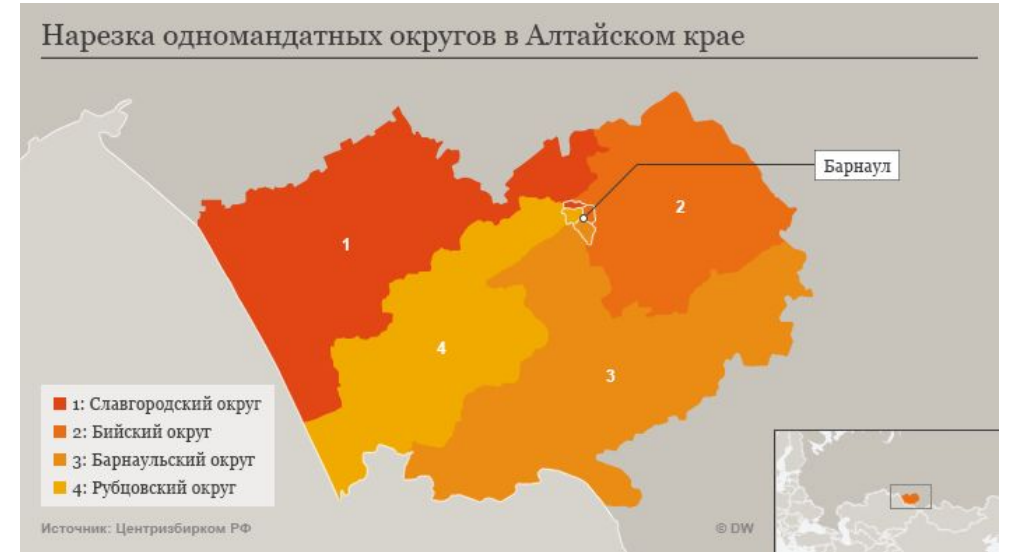 Нарезка одномандатных округов в Алтайском крае
Барнаул
1
2
4
3
1: Славгородский округ
2: Бийский округ
3: Барнаульский округ
4: Рубцовский округ
Источник: Центризбирком РФ
© DW